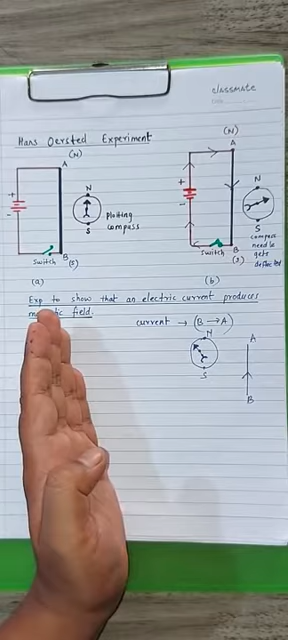 classmate
Date
Hans Oersted Experiment
(N)
A
+
-
N
S
Plotting
compass
Switch
B
(S)
(a)
(N)
A
+
-
N
S
compass
needle
gets
deflected
Switch
B
(S)
(b)
Exp to show that an electric current produces
field.
current → (B → A)
N
S
A
B